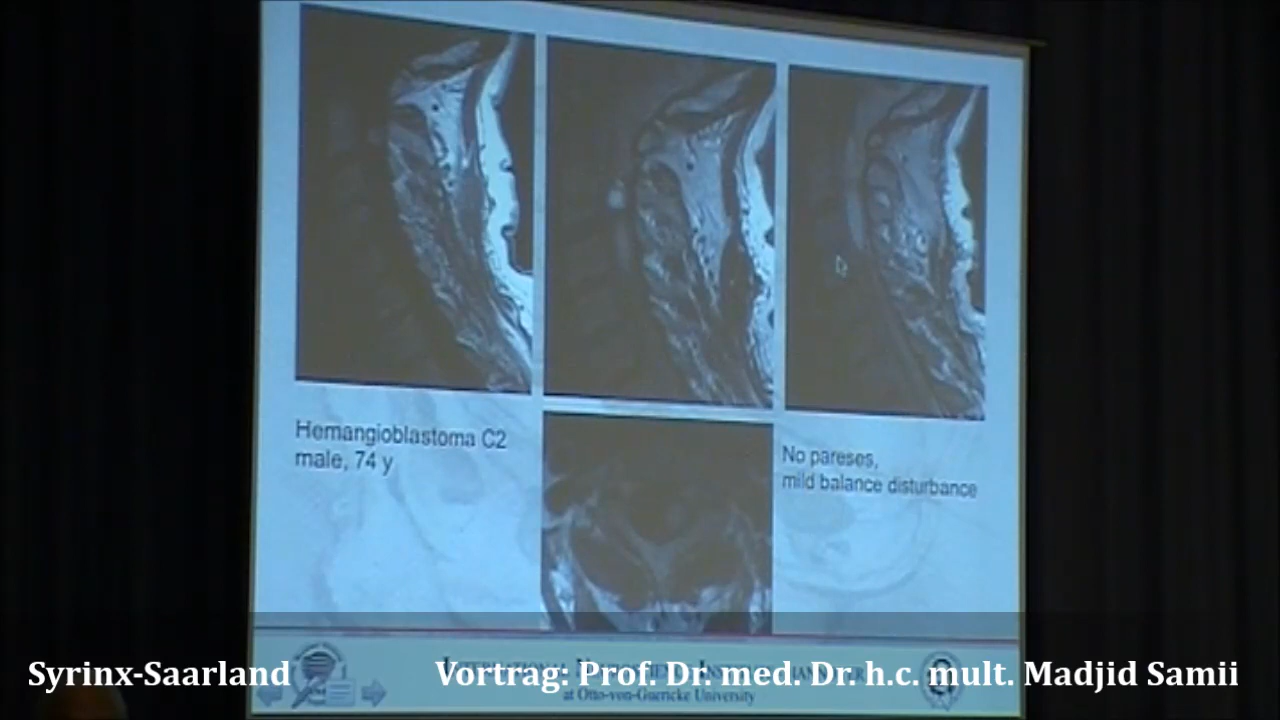 Hemangioblastoma C2
male, 74 y
No pareses,
mild balance disturbance
at Otto-von-Guericke University
Syrinx-Saarland
Vortrag: Prof. Dr. med. Dr. h.c. mult. Madjid Samii